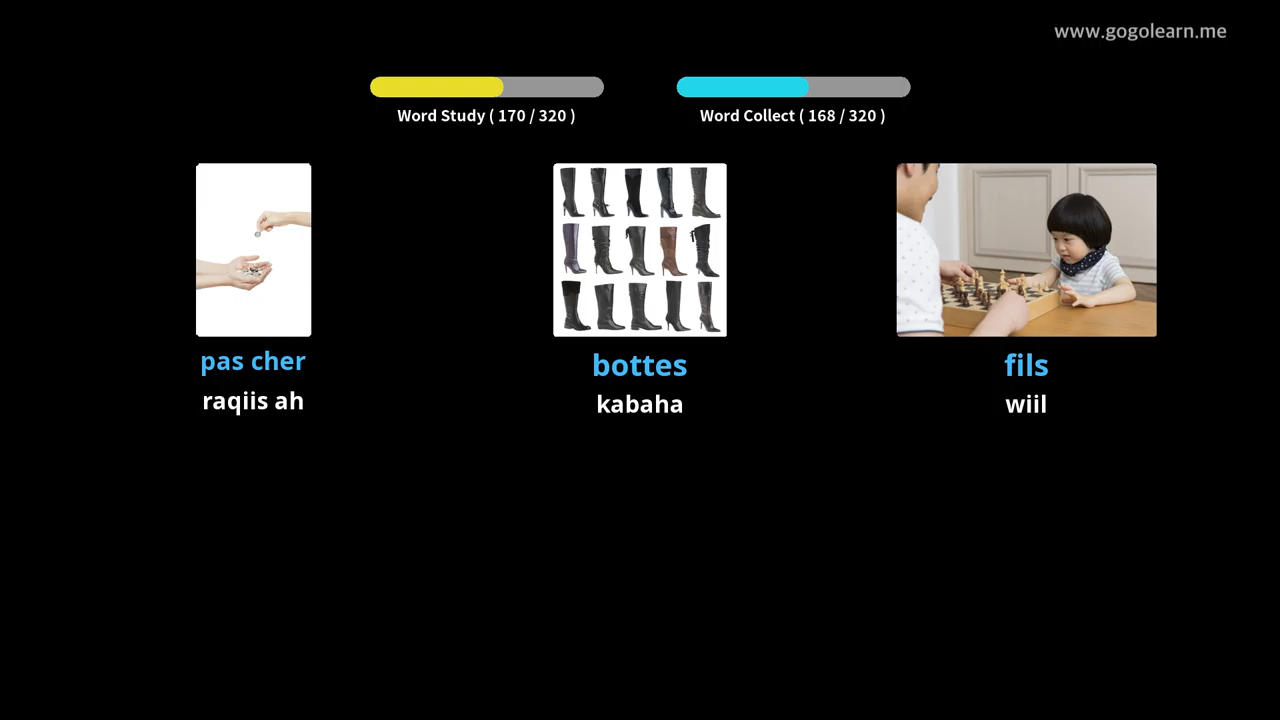 www.gogolearn.me
Word Study ( 170 / 320 )
Word Collect ( 168 / 320 )
pas cher
raqiis ah
bottes
kabaha
fils
wiil